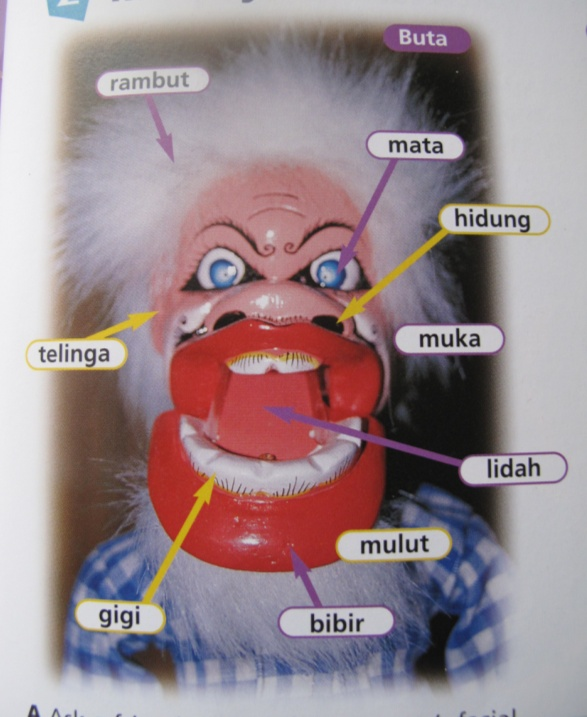 Buta
rambut
mata
hidung
telinga
muka
lidah
mulut
gigi
bibir
A